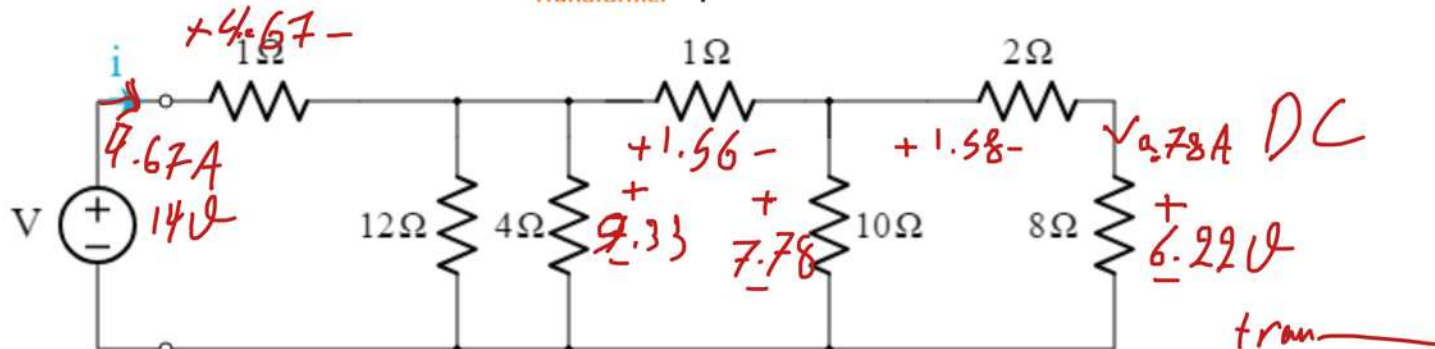 +4.67-
1Ω 1Ω 2Ω
i
4.67A
+1.56- +1.58- 0.78A DC
V + - 14V 12Ω 4Ω + 9.33 - + 7.78 - 10Ω 8Ω + 6.22V -
tran